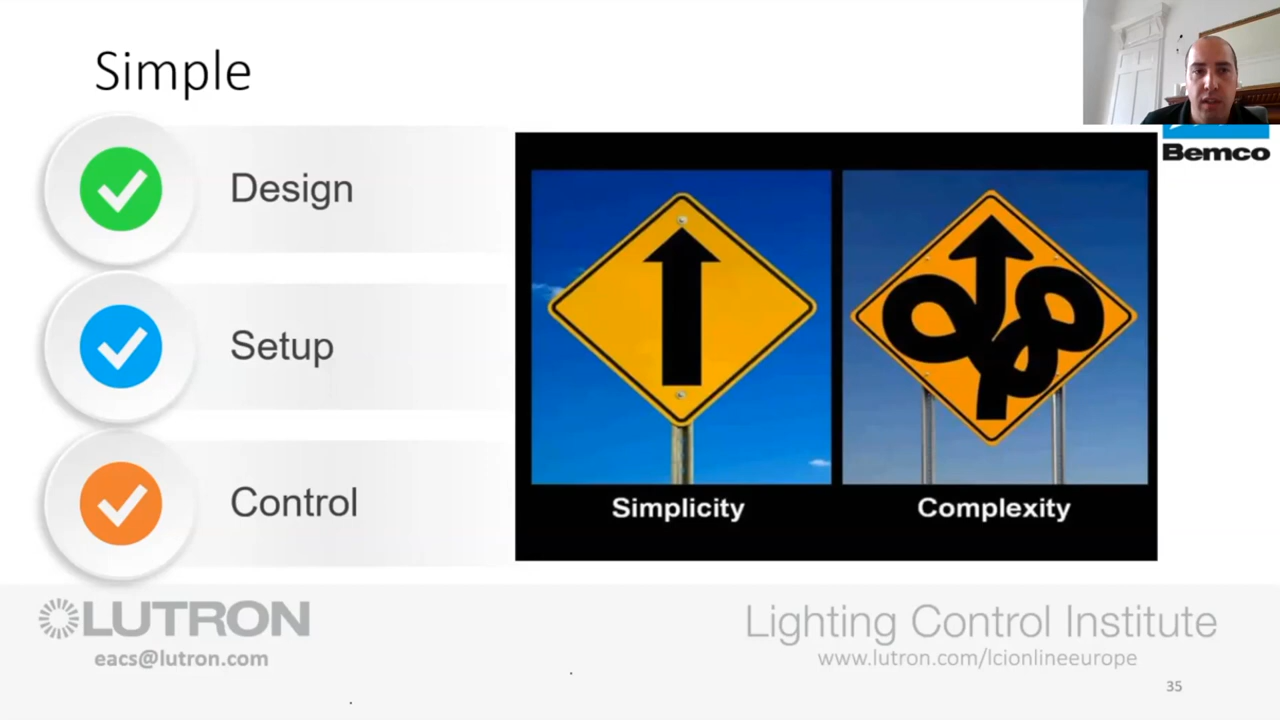 Simple
Bemco
Design
Setup
Control
Simplicity
Complexity
LUTRON
eacs@lutron.com
Lighting Control Institute
www.lutron.com/lcionlineeurope
35